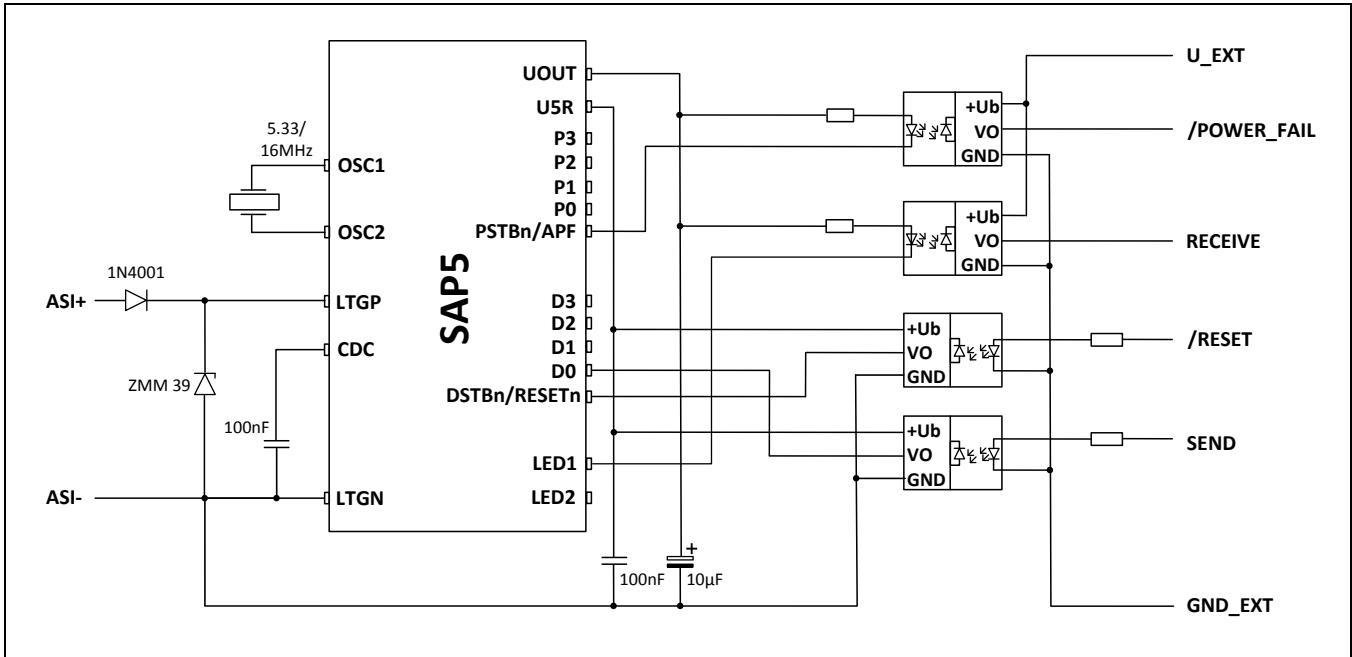 UOUT
U5R
P3
P2
P1
P0
PSTBn/APF
D3
D2
D1
D0
DSTBn/RESETn
LED1
LED2
SAP5
5.33/
16MHz
OSC1
OSC2
1N4001
ASI+
LTGP
CDC
ZMM 39
100nF
ASI-
LTGN
100nF
+
10µF
+Ub
VO
GND
+Ub
VO
GND
+Ub
VO
GND
+Ub
VO
GND
U_EXT
/POWER_FAIL
RECEIVE
/RESET
SEND
GND_EXT